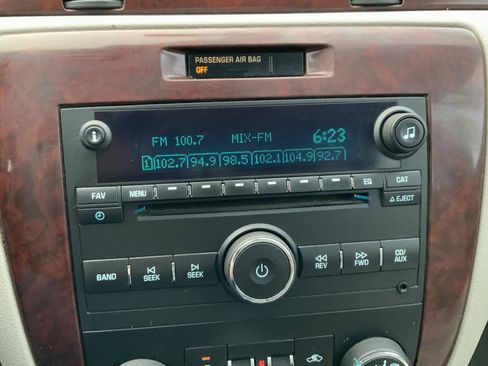 PASSENGER AIR BAG
OFF
FM 100.7 MIX-FM 6:23
1 102.7 94.9 98.5 102.1 104.9 92.7
FAV MENU EQ CAT
EJECT
BAND SEEK SEEK REV FWD CD/
AUX